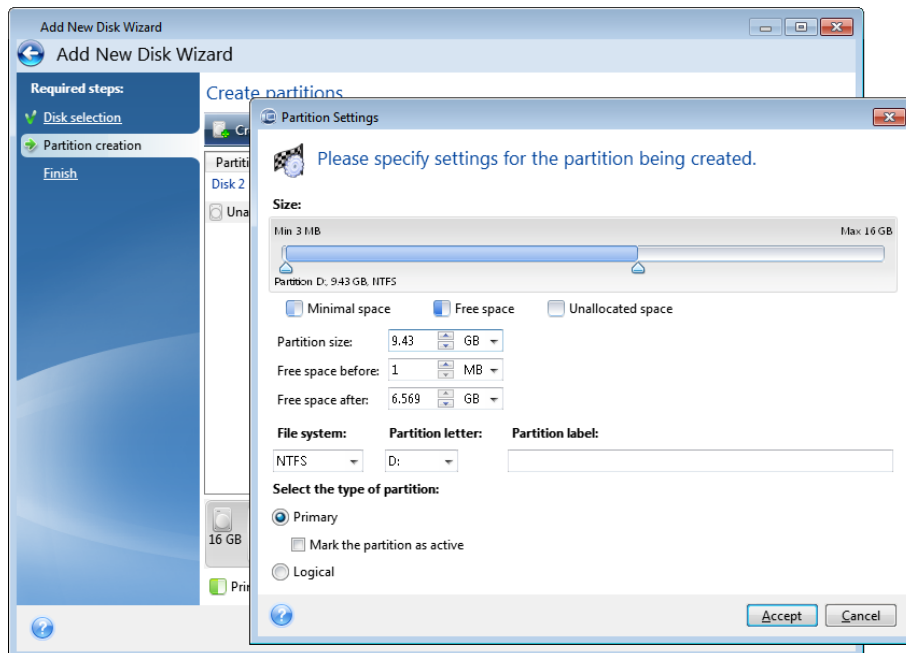 Add New Disk Wizard
Add New Disk Wizard
Required steps:
Disk selection
Partition creation
Finish
Create partitions
Disk 2
16 GB
Partition Settings
Please specify settings for the partition being created.
Size:
Min 3 MB Max 16 GB
Partition D:, 9.43 GB, NTFS
Minimal space Free space Unallocated space
Partition size: 9.43 GB
Free space before: 1 MB
Free space after: 6.569 GB
File system: Partition letter: Partition label:
NTFS D:
Select the type of partition:
Primary
Mark the partition as active
Logical
Accept Cancel